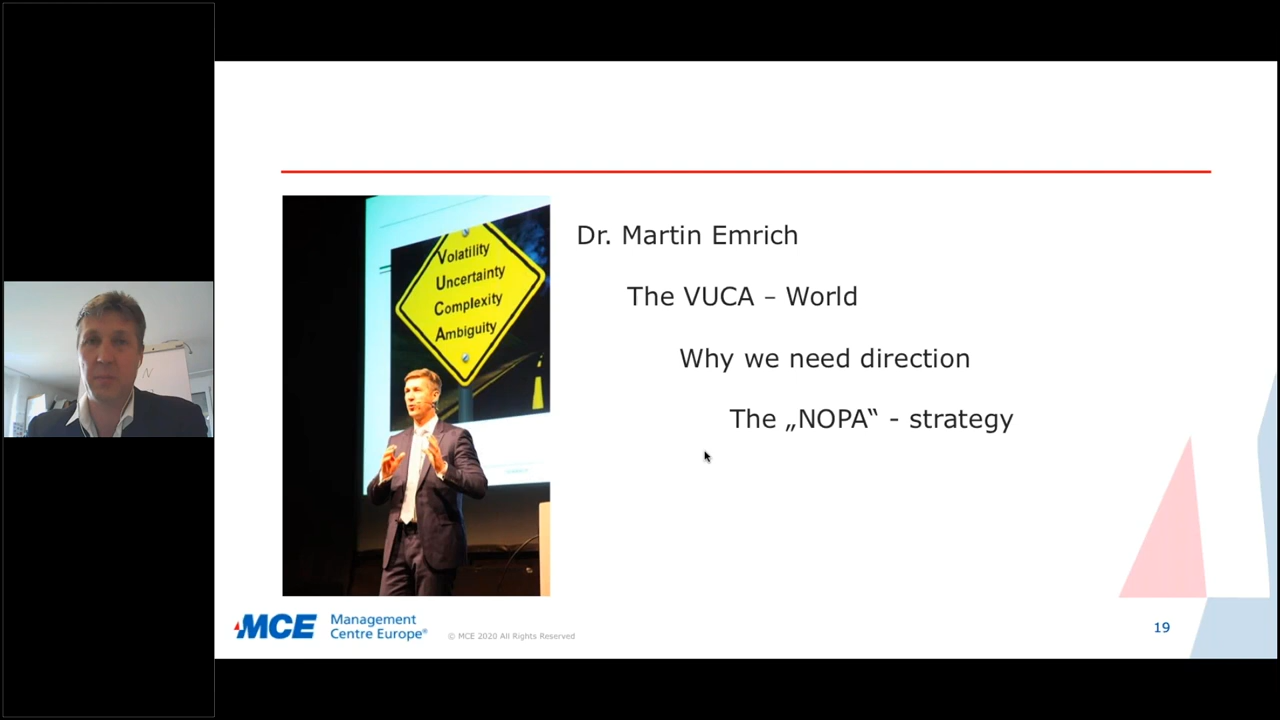 Volatility
Uncertainty
Complexity
Ambiguity
Dr. Martin Emrich
The VUCA – World
Why we need direction
The „NOPA“ - strategy
MCE Management
Centre Europe®
© MCE 2020 All Rights Reserved
19
N